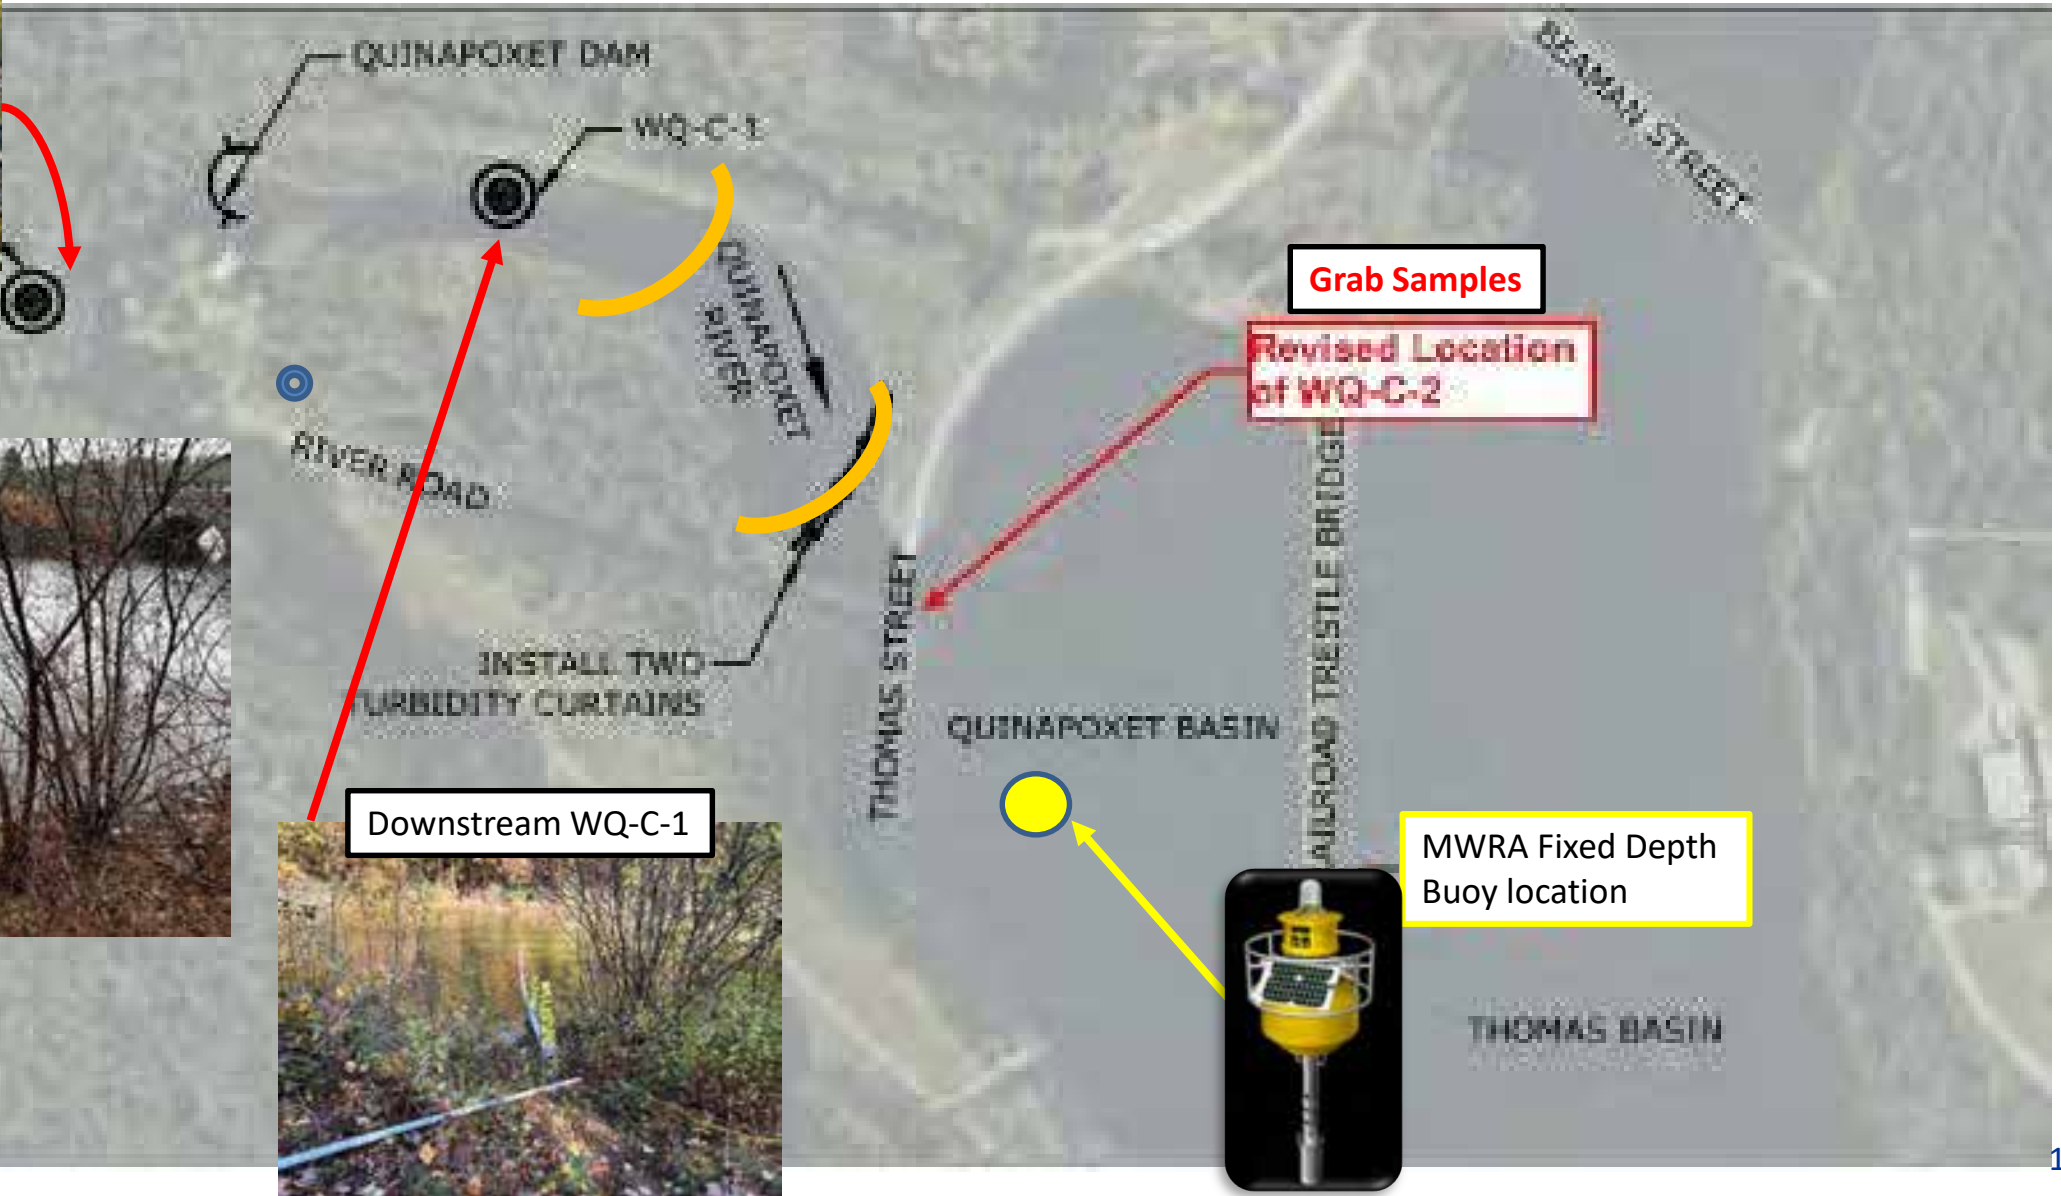 QUINAPOXET DAM
WQ-C-1
BEAMAN STREET
QUINAPOXET
RIVER
Grab Samples
Revised Location
of WQ-C-2
RIVER ROAD
INSTALL TWO
TURBIDITY CURTAINS
THOMAS STREET
QUINAPOXET BASIN
RAILROAD TRESTLE BRIDGE
Downstream WQ-C-1
MWRA Fixed Depth
Buoy location
THOMAS BASIN
1